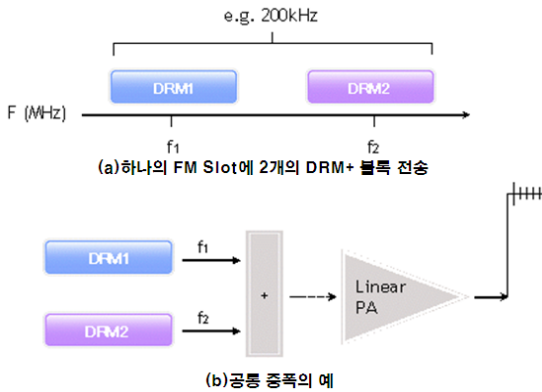 e.g. 200kHz
DRM1 DRM2
F (MHz)
f1 f2
(a)하나의 FM Slot에 2개의 DRM+ 블록 전송
DRM1 f1
+
Linear
PA
DRM2 f2
(b)공통 증폭의 예